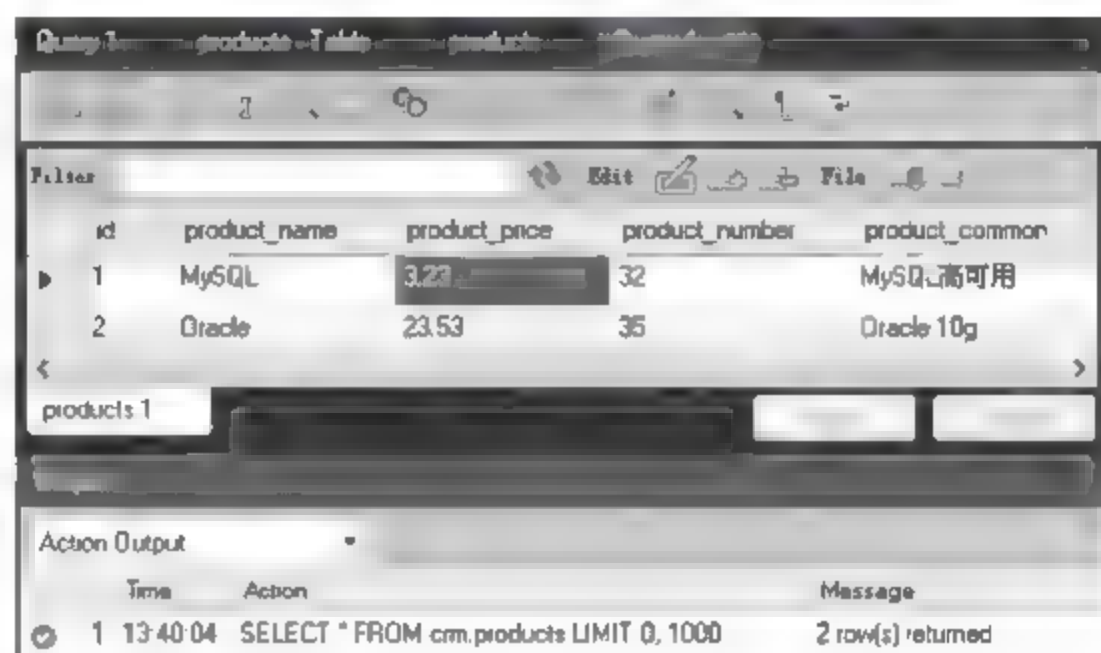 products
Filter Edit File
id product_name product_price product_number product_common
1 MySQL 3.23 32 MySQL高可用
2 Oracle 23.53 35 Oracle 10g
products 1
Action Output
Time Action Message
1 13:40:04 SELECT * FROM crm.products LIMIT 0, 1000 2 row(s) returned